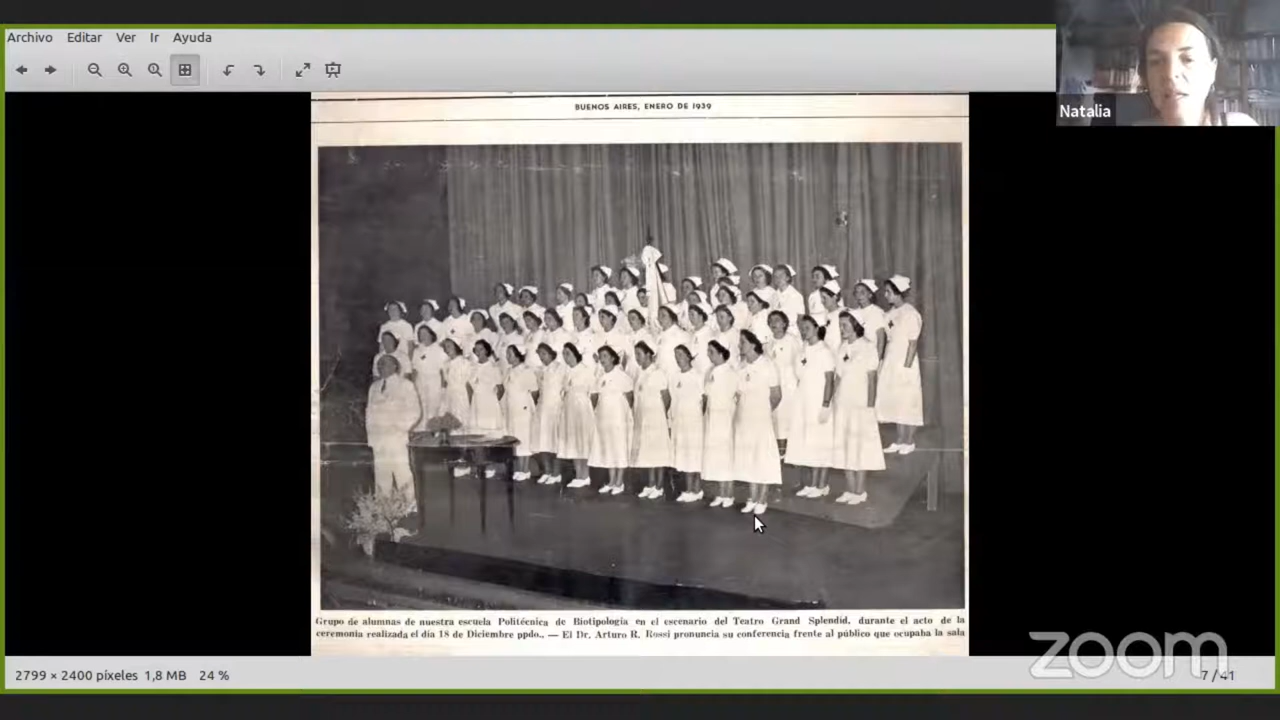 Archivo Editar Ver Ir Ayuda
Natalia
BUENOS AIRES, ENERO DE 1939
Grupo de alumnas de nuestra escuela Politécnica de Biotipología en el escenario del Teatro Grand Splendid, durante el acto de la
ceremonia realizada el día 18 de Diciembre ppdo.. — El Dr. Arturo R. Rossi pronuncia su conferencia frente al público que ocupaba la sala
zoom
2799 × 2400 píxeles 1,8 MB 24 %
7 / 41